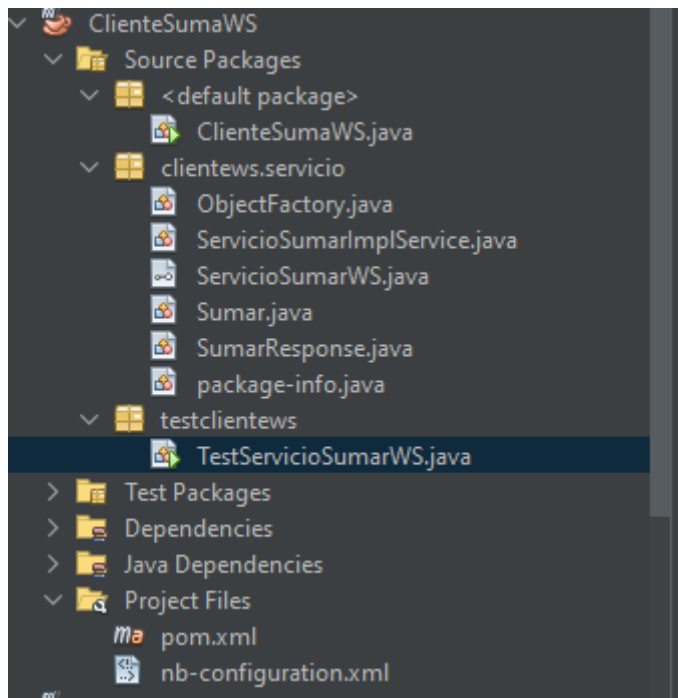 ClienteSumaWS
Source Packages
<default package>
ClienteSumaWS.java
clientews.servicio
ObjectFactory.java
ServicioSumarImplService.java
ServicioSumarWS.java
Sumar.java
SumarResponse.java
package-info.java
testclientews
TestServicioSumarWS.java
Test Packages
Dependencies
Java Dependencies
Project Files
ma pom.xml
nb-configuration.xml